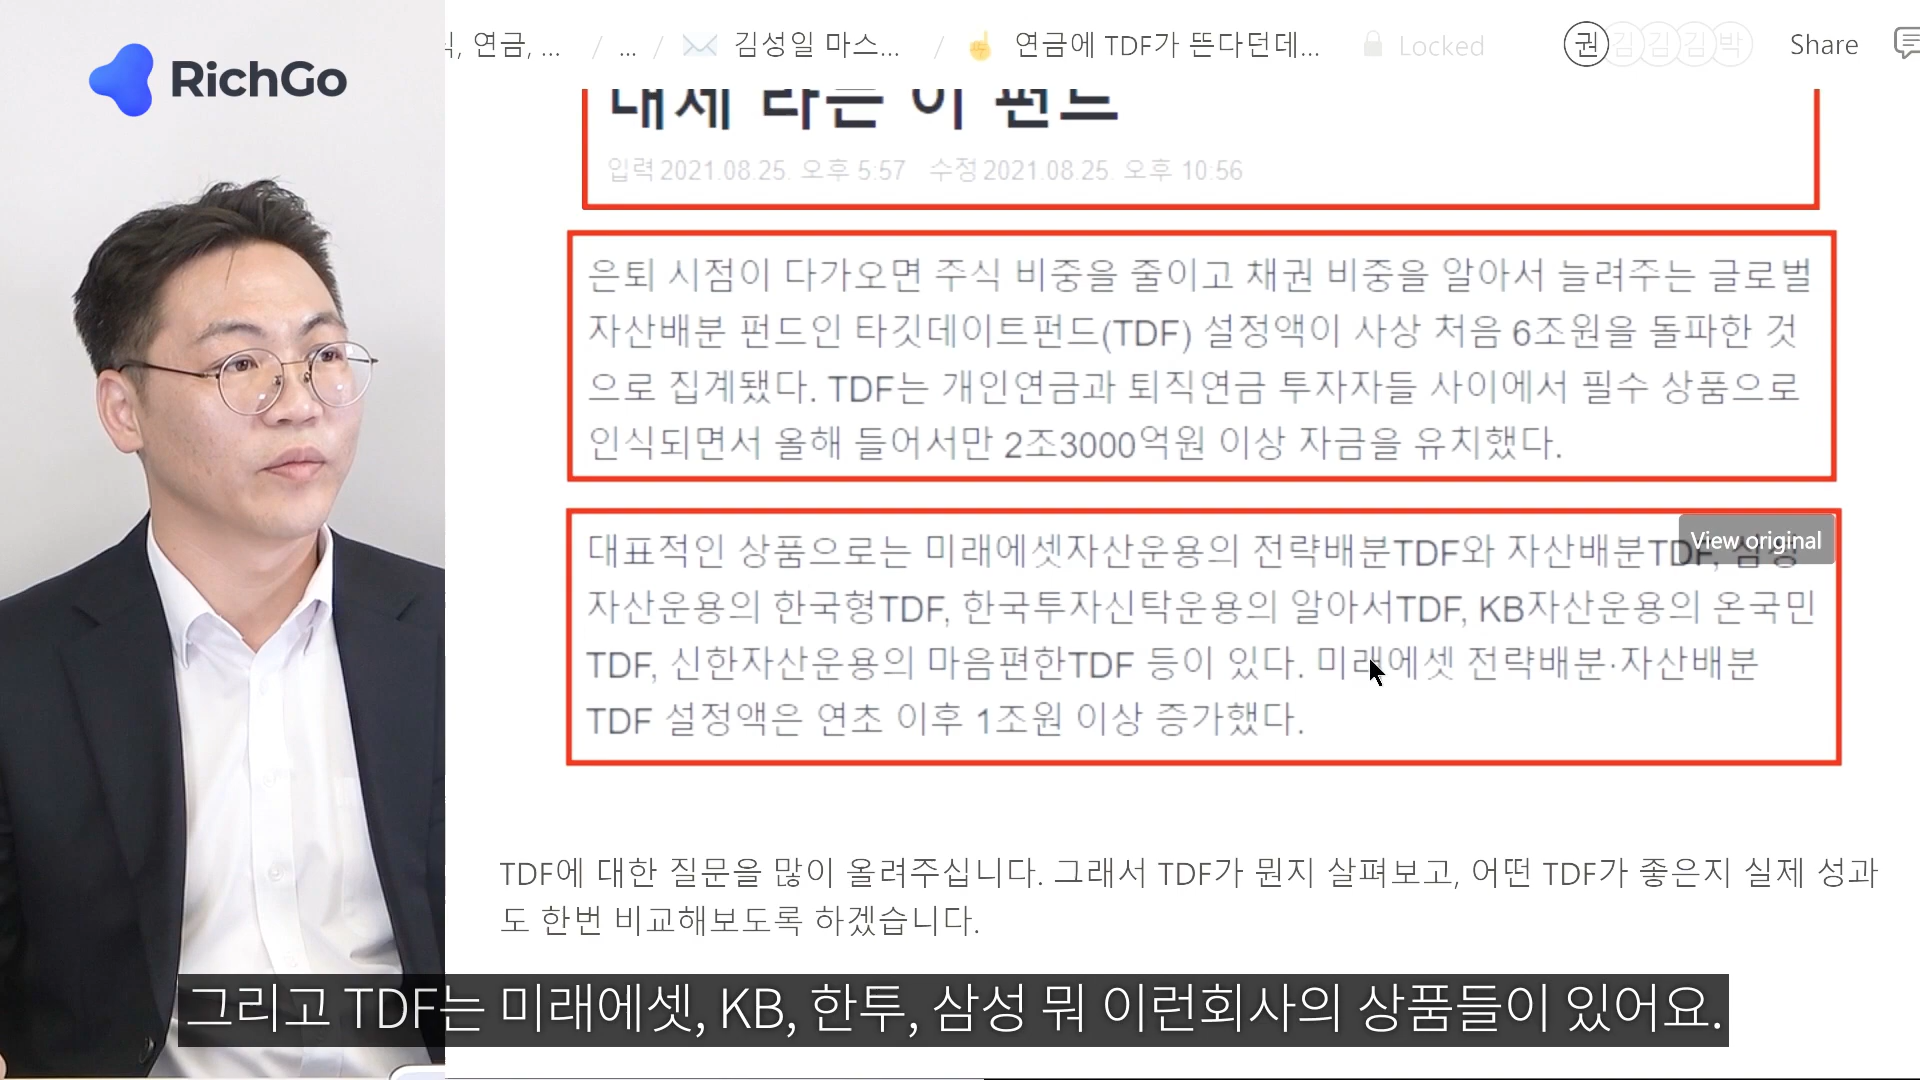 RichGo
연금, ... / ... / 김성일 마스... / 연금에 TDF가 뜬다던데... Locked 권 김 김 김 박 Share
대체 라는 이 펀드
입력 2021.08.25. 오후 5:57 수정 2021.08.25. 오후 10:56
은퇴 시점이 다가오면 주식 비중을 줄이고 채권 비중을 알아서 늘려주는 글로벌
자산배분 펀드인 타깃데이트펀드(TDF) 설정액이 사상 처음 6조원을 돌파한 것
으로 집계됐다. TDF는 개인연금과 퇴직연금 투자자들 사이에서 필수 상품으로
인식되면서 올해 들어서만 2조3000억원 이상 자금을 유치했다.
View original
대표적인 상품으로는 미래에셋자산운용의 전략배분TDF와 자산배분TDF, 삼성
자산운용의 한국형TDF, 한국투자신탁운용의 알아서TDF, KB자산운용의 온국민
TDF, 신한자산운용의 마음편한TDF 등이 있다. 미래에셋 전략배분·자산배분
TDF 설정액은 연초 이후 1조원 이상 증가했다.
TDF에 대한 질문을 많이 올려주십니다. 그래서 TDF가 뭔지 살펴보고, 어떤 TDF가 좋은지 실제 성과
도 한번 비교해보도록 하겠습니다.
그리고 TDF는 미래에셋, KB, 한투, 삼성 뭐 이런회사의 상품들이 있어요.